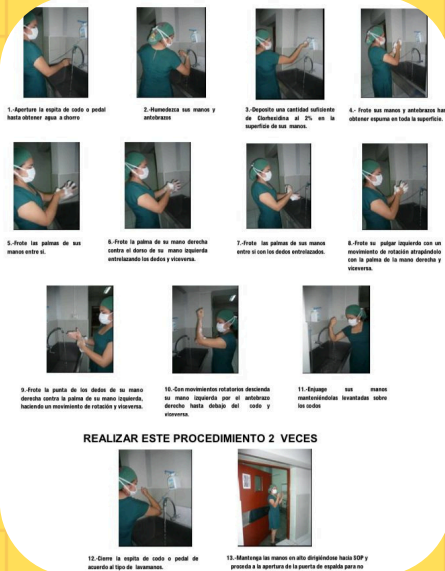 1.-Aperture la espita de codo o pedal
hasta obtener agua a chorro
2.-Humedezca sus manos y
antebrazos
3.-Deposite una cantidad suficiente
de Clorhexidina al 2% en la
superficie de sus manos.
4.- Frote sus manos y antebrazos has
obtener espuma en toda la superficie.
5.-Frote las palmas de sus
manos entre si.
6.-Frote la palma de su mano derecha
contra el dorso de su mano izquierda
entrelazando los dedos y viceversa.
7.-Frote las palmas de sus manos
entre si con los dedos entrelazados.
8.-Frote su pulgar izquierdo con un
movimiento de rotación atrapándolo
con la palma de la mano derecha y
viceversa.
9.-Frote la punta de los dedos de su mano
derecha contra la palma de su mano izquierda,
haciendo un movimiento de rotación y viceversa.
10.-Con movimientos rotatorios descienda
su mano izquierda por el antebrazo
derecho hasta debajo del codo y
viceversa.
11.-Enjuage sus manos
manteniéndolas levantadas sobre
los codos
REALIZAR ESTE PROCEDIMIENTO 2 VECES
12.-Cierre la espita de codo o pedal de
acuerdo al tipo de lavamanos.
13.-Mantenga las manos en alto dirigiéndose hacia SOP y
proceda a la apertura de la puerta de espalda para no